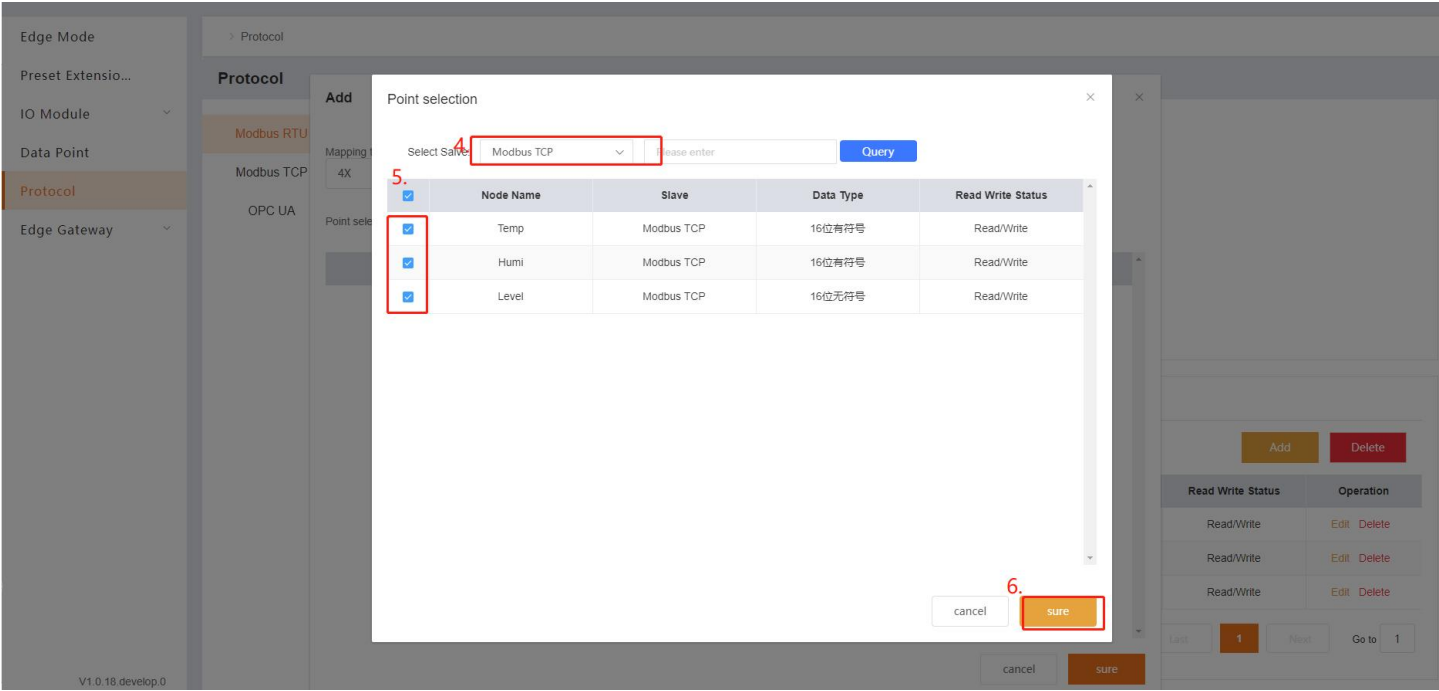 Edge Mode
Preset Extensio...
IO Module
Data Point
Protocol
Edge Gateway
V1.0.18.develop.0
> Protocol
Protocol
Modbus RTU
Modbus TCP
OPC UA
Add
Mapping
4X
Point sele
Point selection
4.
Select Salve: Modbus TCP Please enter Query
5.
Node Name Slave Data Type Read Write Status
Temp Modbus TCP 16位有符号 Read/Write
Humi Modbus TCP 16位有符号 Read/Write
Level Modbus TCP 16位无符号 Read/Write
6.
cancel sure
cancel sure
Add Delete
Read Write Status Operation
Read/Write Edit Delete
Read/Write Edit Delete
Read/Write Edit Delete
Last 1 Next Go to 1